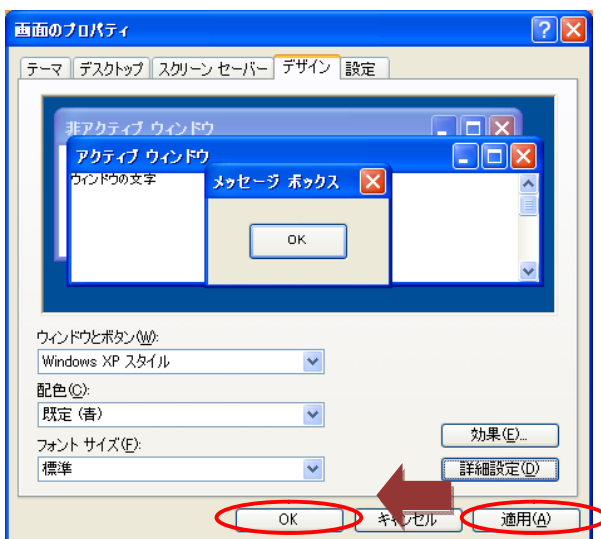 画面のプロパティ
テーマ デスクトップ スクリーン セーバー デザイン 設定
非アクティブ ウィンドウ
アクティブ ウィンドウ
ウィンドウの文字
メッセージ ボックス
OK
ウィンドウとボタン(W):
Windows XP スタイル
配色(C):
既定 (青)
フォント サイズ(F):
標準
効果(E)...
詳細設定(D)
OK キャンセル 適用(A)